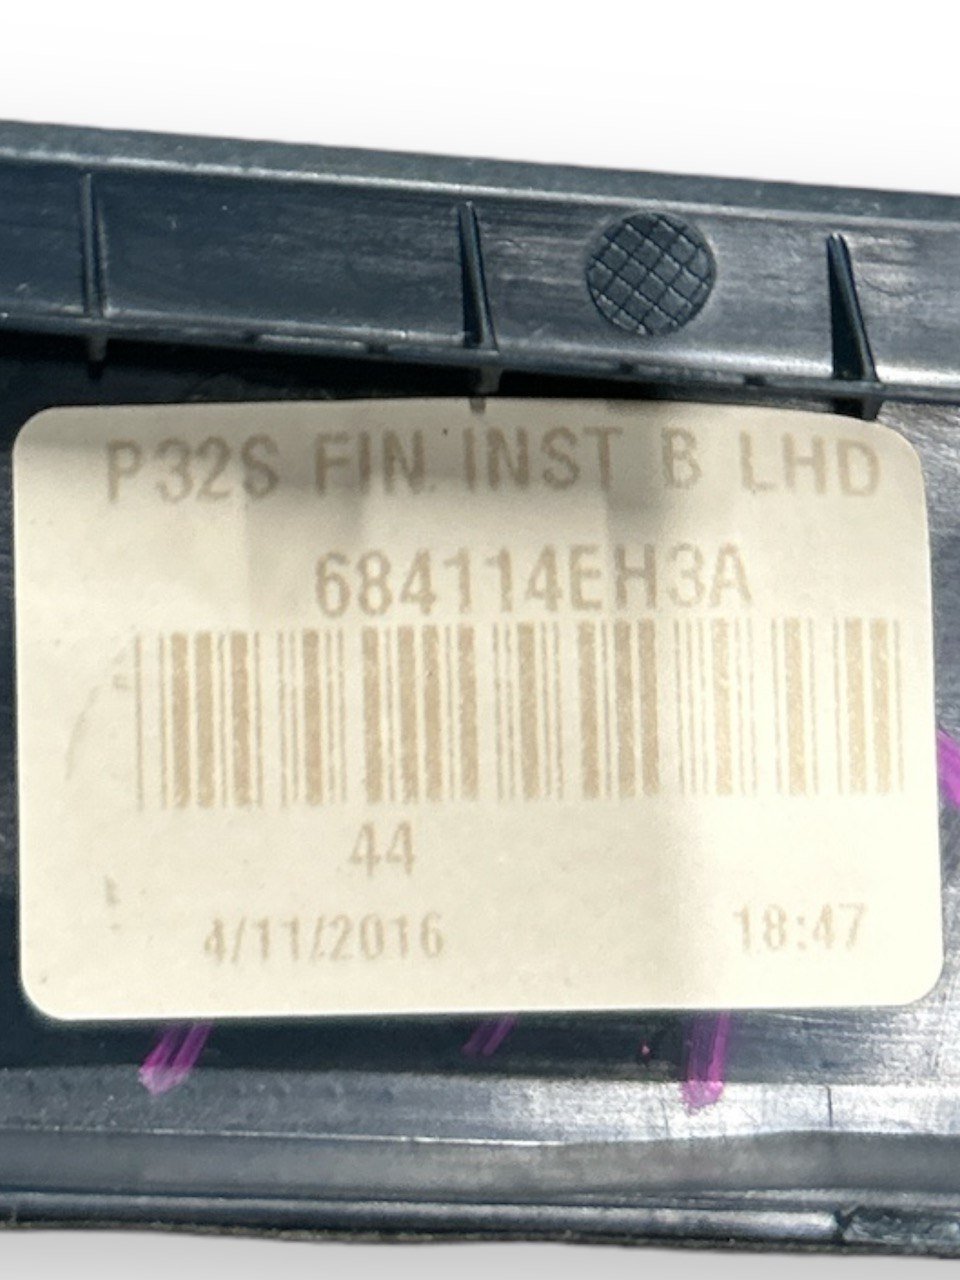 P32S FIN INST B LHD
684114EH3A
44
4/11/2016 18:47